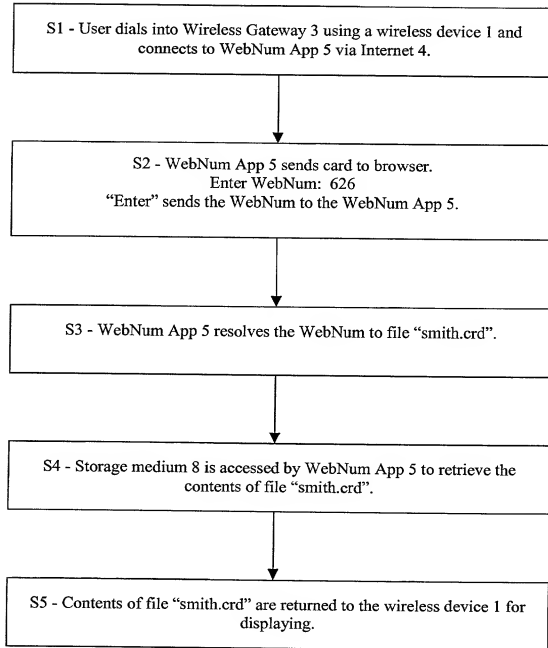 S1 - User dials into Wireless Gateway 3 using a wireless device 1 and
connects to WebNum App 5 via Internet 4.
S2 - WebNum App 5 sends card to browser.
Enter WebNum: 626
“Enter” sends the WebNum to the WebNum App 5.
S3 - WebNum App 5 resolves the WebNum to file “smith.crd”.
S4 - Storage medium 8 is accessed by WebNum App 5 to retrieve the
contents of file “smith.crd”.
S5 - Contents of file “smith.crd” are returned to the wireless device 1 for
displaying.